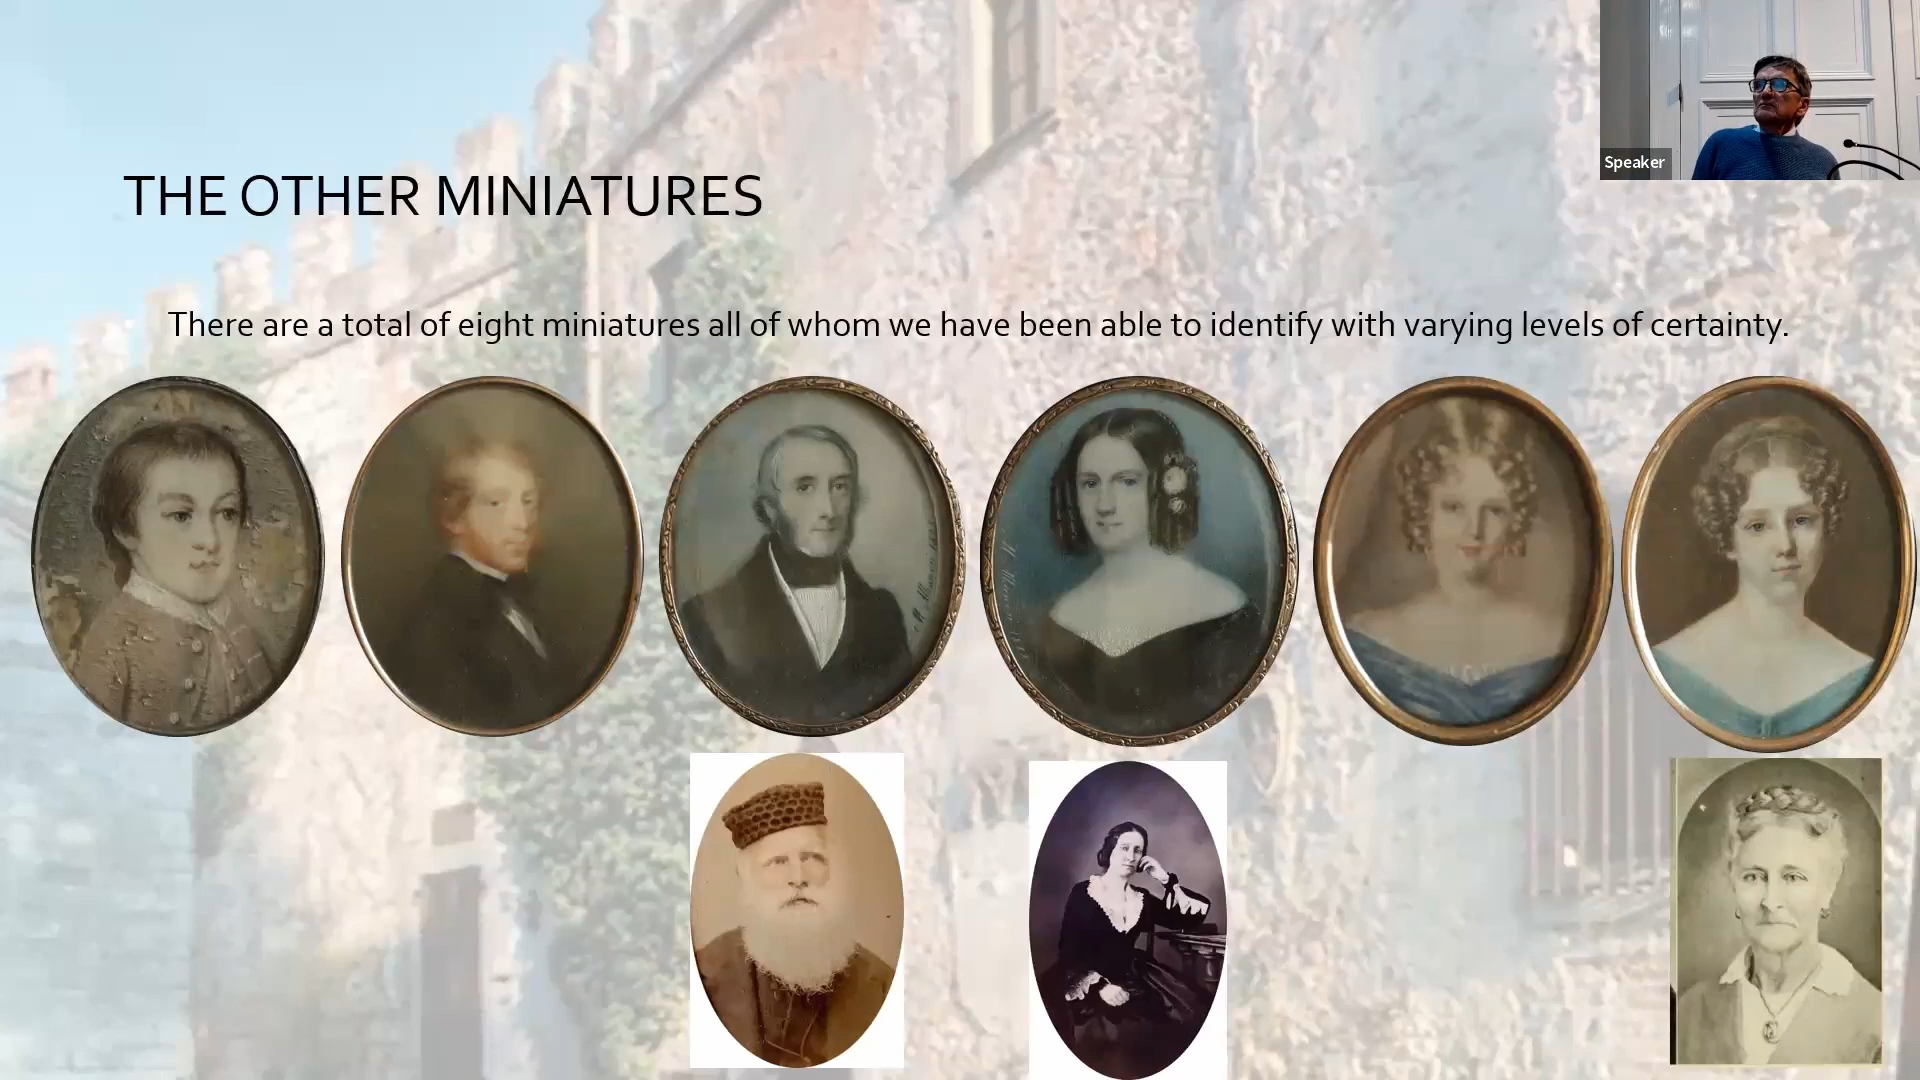 Speaker
THE OTHER MINIATURES
There are a total of eight miniatures all of whom we have been able to identify with varying levels of certainty.